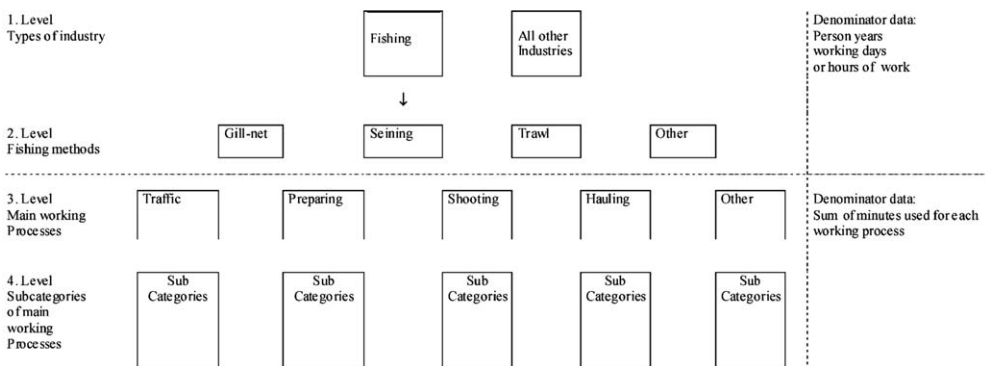 1. Level
Types of industry
Fishing
All other
Industries
Denominator data:
Person years
working days
or hours of work
↓
2. Level
Fishing methods
Gill-net
Seining
Trawl
Other
3. Level
Main working
Processes
Traffic
Preparing
Shooting
Hauling
Other
Denominator data:
Sum of minutes used for each
working process
4. Level
Subcategories
of main
working
Processes
Sub
Categories
Sub
Categories
Sub
Categories
Sub
Categories
Sub
Categories